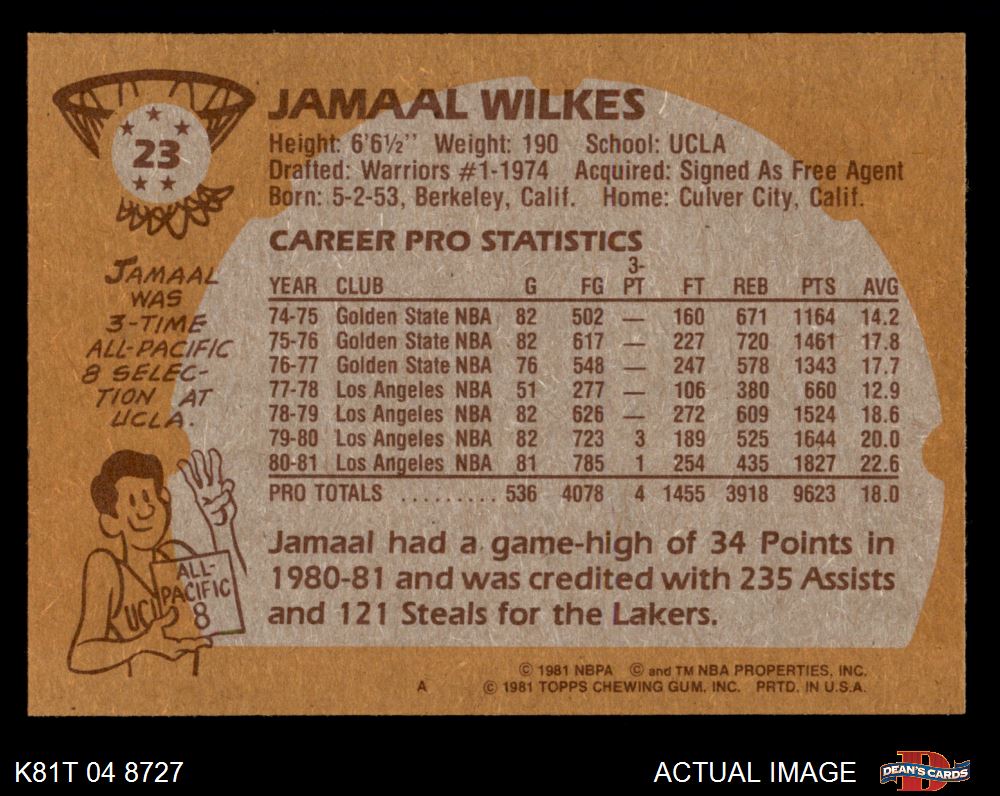 23
JAMAAL WILKES
Height: 6'6½'' Weight: 190 School: UCLA
Drafted: Warriors #1-1974 Acquired: Signed As Free Agent
Born: 5-2-53, Berkeley, Calif. Home: Culver City, Calif.
CAREER PRO STATISTICS
YEAR CLUB G FG 3-PT FT REB PTS AVG
74-75 Golden State NBA 82 502 — 160 671 1164 14.2
75-76 Golden State NBA 82 617 — 227 720 1461 17.8
76-77 Golden State NBA 76 548 — 247 578 1343 17.7
77-78 Los Angeles NBA 51 277 — 106 380 660 12.9
78-79 Los Angeles NBA 82 626 — 272 609 1524 18.6
79-80 Los Angeles NBA 82 723 3 189 525 1644 20.0
80-81 Los Angeles NBA 81 785 1 254 435 1827 22.6
PRO TOTALS .......... 536 4078 4 1455 3918 9623 18.0
Jamaal had a game-high of 34 Points in
1980-81 and was credited with 235 Assists
and 121 Steals for the Lakers.
JAMAAL
WAS
3-TIME
ALL-PACIFIC
8 SELEC-
TION AT
UCLA.
UCL
ALL-
PACIFIC
8
© 1981 NBPA © and TM NBA PROPERTIES, INC.
A © 1981 TOPPS CHEWING GUM, INC. PRTD. IN U.S.A.
K81T 04 8727
ACTUAL IMAGE
D
DEAN'S CARDS